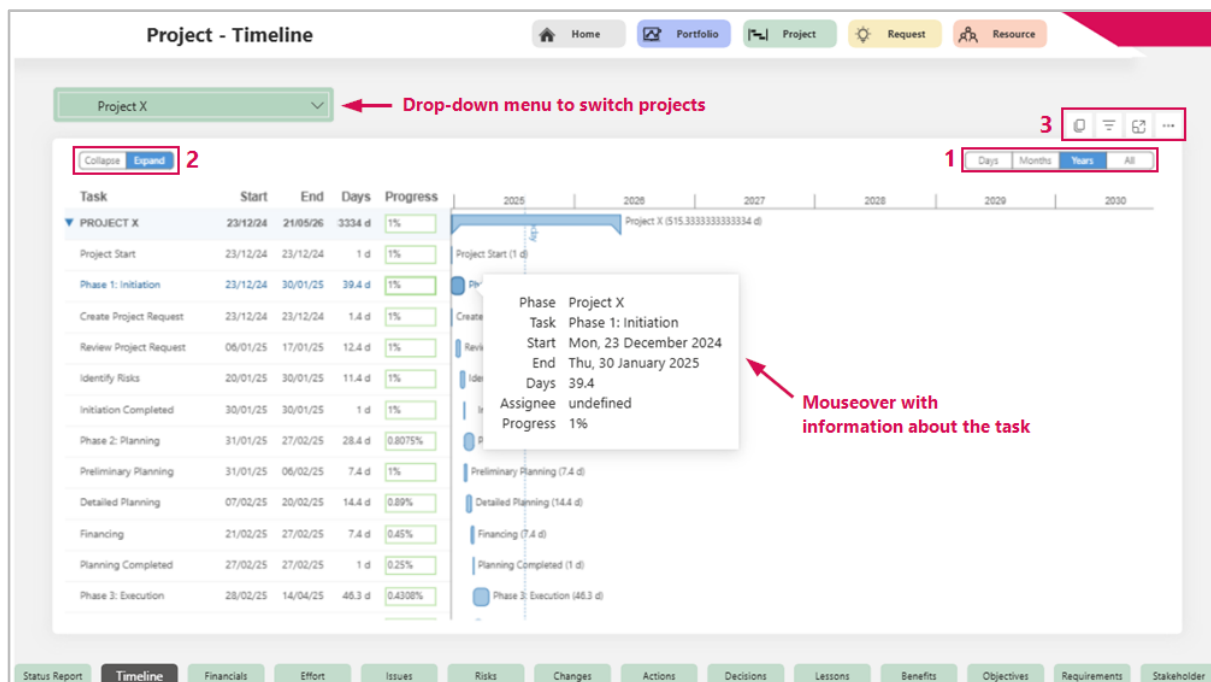 Project - Timeline
Home
Portfolio
Project
Request
Resource
Project X
Drop-down menu to switch projects
3
Collapse Expand 2
1 Days Months Years All
Task Start End Days Progress 2025 2026 2027 2028 2029 2030
PROJECT X 23/12/24 21/05/26 3334 d 1% Project X (515.3333333333334 d)
Project Start 23/12/24 23/12/24 1 d 1% Project Start (1 d)
Phase 1: Initiation 23/12/24 30/01/25 39.4 d 1%
Create Project Request 23/12/24 23/12/24 1.4 d 1% Create
Review Project Request 06/01/25 17/01/25 12.4 d 1%
Identify Risks 20/01/25 30/01/25 11.4 d 1%
Initiation Completed 30/01/25 30/01/25 1 d 1%
Phase 2: Planning 31/01/25 27/02/25 28.4 d 0.8075%
Preliminary Planning 31/01/25 06/02/25 7.4 d 1% Preliminary Planning (7.4 d)
Detailed Planning 07/02/25 20/02/25 14.4 d 0.89% Detailed Planning (14.4 d)
Financing 21/02/25 27/02/25 7.4 d 0.45% Financing (7.4 d)
Planning Completed 27/02/25 27/02/25 1 d 0.25% Planning Completed (1 d)
Phase 3: Execution 28/02/25 14/04/25 46.3 d 0.4308% Phase 3: Execution (46.3 d)
Phase Project X
Task Phase 1: Initiation
Start Mon, 23 December 2024
End Thu, 30 January 2025
Days 39.4
Assignee undefined
Progress 1%
Mouseover with
information about the task
Status Report
Timeline
Financials
Effort
Issues
Risks
Changes
Actions
Decisions
Lessons
Benefits
Objectives
Requirements
Stakeholder